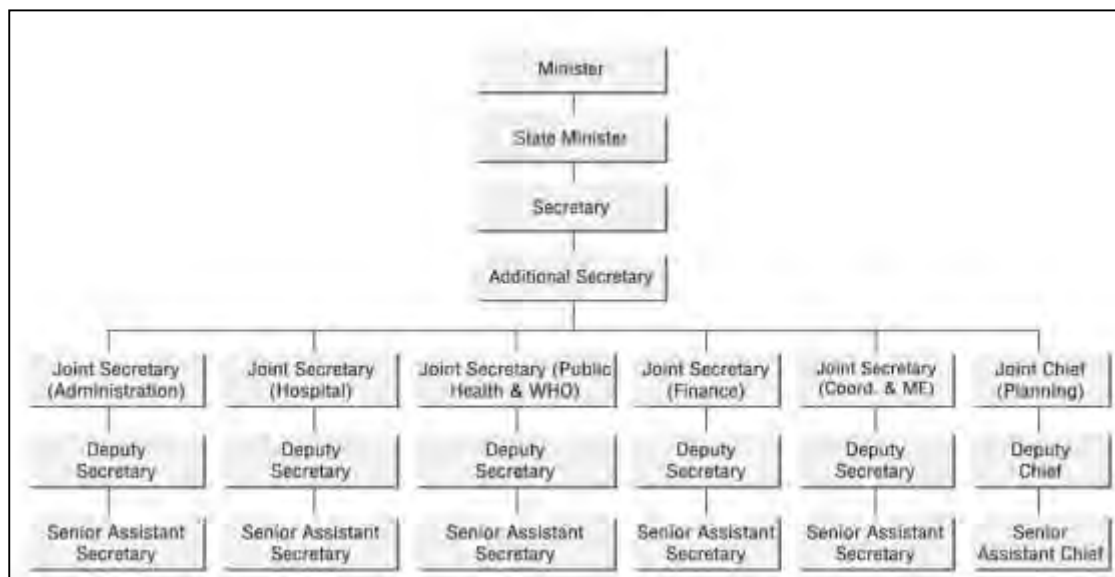 Minister
State Minister
Secretary
Additional Secretary
Joint Secretary
(Administration)
Joint Secretary
(Hospital)
Joint Secretary (Public
Health & WHO)
Joint Secretary
(Finance)
Joint Secretary
(Coord. & ME)
Joint Chief
(Planning)
Deputy
Secretary
Deputy
Secretary
Deputy
Secretary
Deputy
Secretary
Deputy
Secretary
Deputy
Chief
Senior Assistant
Secretary
Senior Assistant
Secretary
Senior Assistant
Secretary
Senior Assistant
Secretary
Senior Assistant
Secretary
Senior
Assistant Chief